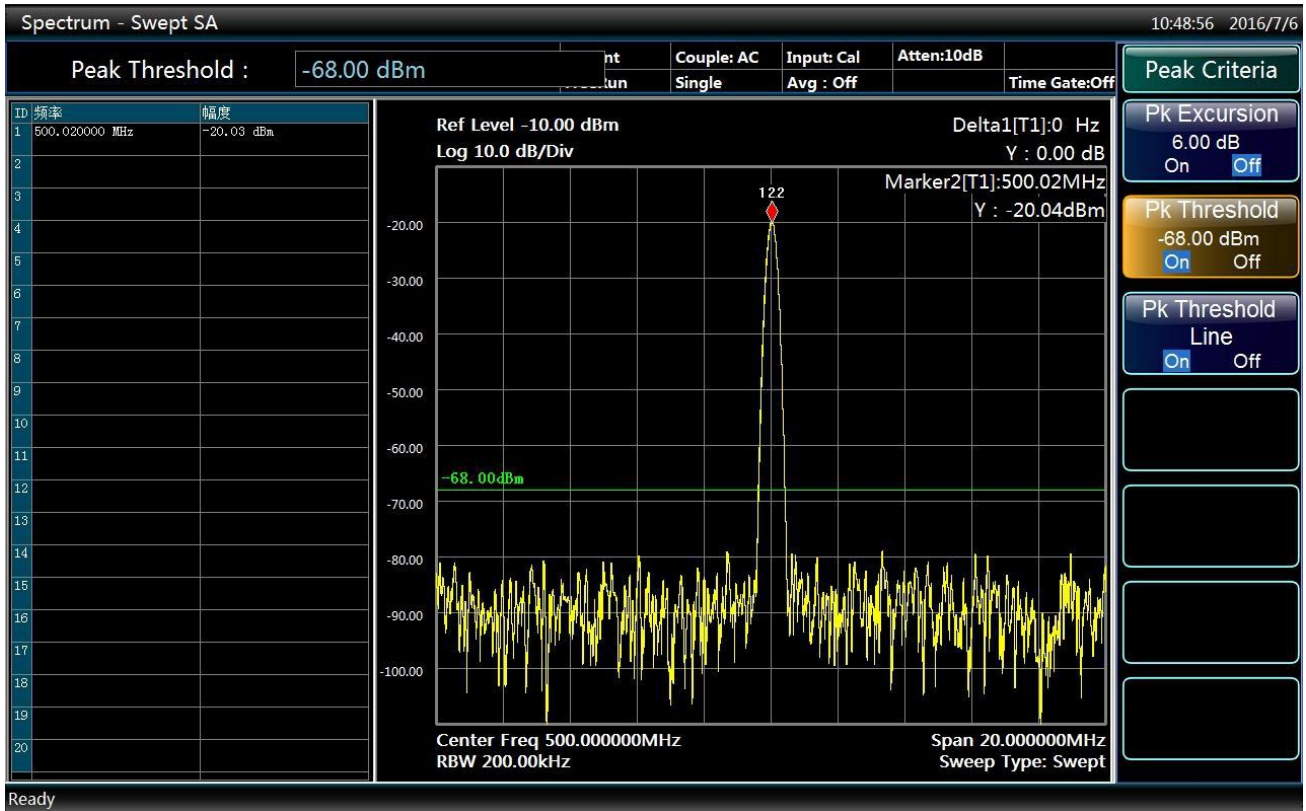 Spectrum - Swept SA
10:48:56 2016/7/6
Peak Threshold :
-68.00 dBm
Couple: AC
Input: Cal
Atten:10dB
Single
Avg : Off
Time Gate:Off
Peak Criteria
ID 频率 幅度
1 500.020000 MHz -20.03 dBm
2
3
4
5
6
7
8
9
10
11
12
13
14
15
16
17
18
19
20
Ref Level -10.00 dBm
Log 10.0 dB/Div
Delta1[T1]:0 Hz
Y : 0.00 dB
Marker2[T1]:500.02MHz
Y : -20.04dBm
122
-20.00
-30.00
-40.00
-50.00
-60.00
-68.00dBm
-70.00
-80.00
-90.00
-100.00
Center Freq 500.000000MHz
Span 20.000000MHz
RBW 200.00kHz
Sweep Type: Swept
Pk Excursion
6.00 dB
On Off
Pk Threshold
-68.00 dBm
On Off
Pk Threshold
Line
On Off
Ready